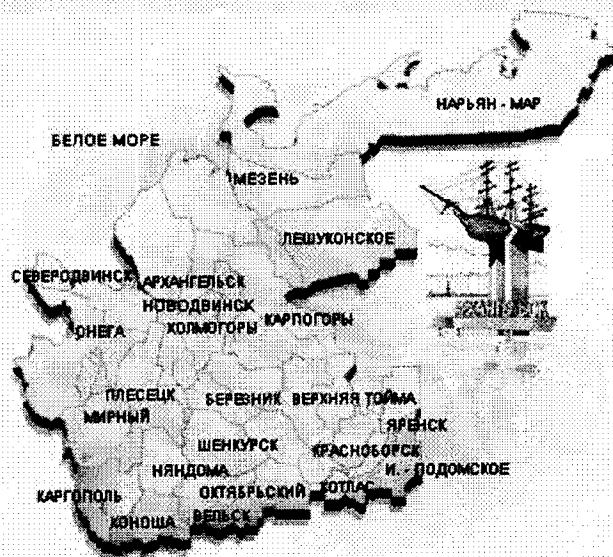 НАРЬЯН - МАР
БЕЛОЕ МОРЕ
МЕЗЕНЬ
ЛЕШУКОНСКОЕ
СЕВЕРОДВИНСК
АРХАНГЕЛЬСК
НОВОДВИНСК
ОНЕГА
ХОЛМОГОРЫ
КАРПОГОРЫ
ПЛЕСЕЦК
БЕРЕЗНИК
ВЕРХНЯЯ ТОЙМА
МИРНЫЙ
ЯРЕНСК
ШЕНКУРСК
КРАСНОБОРСК
НЯНДОМА
И. - ПОДОМСКОЕ
КАРГОПОЛЬ
ОКТЯБРЬСКИЙ
КОТЛАС
КОНОША
ВЕЛЬСК